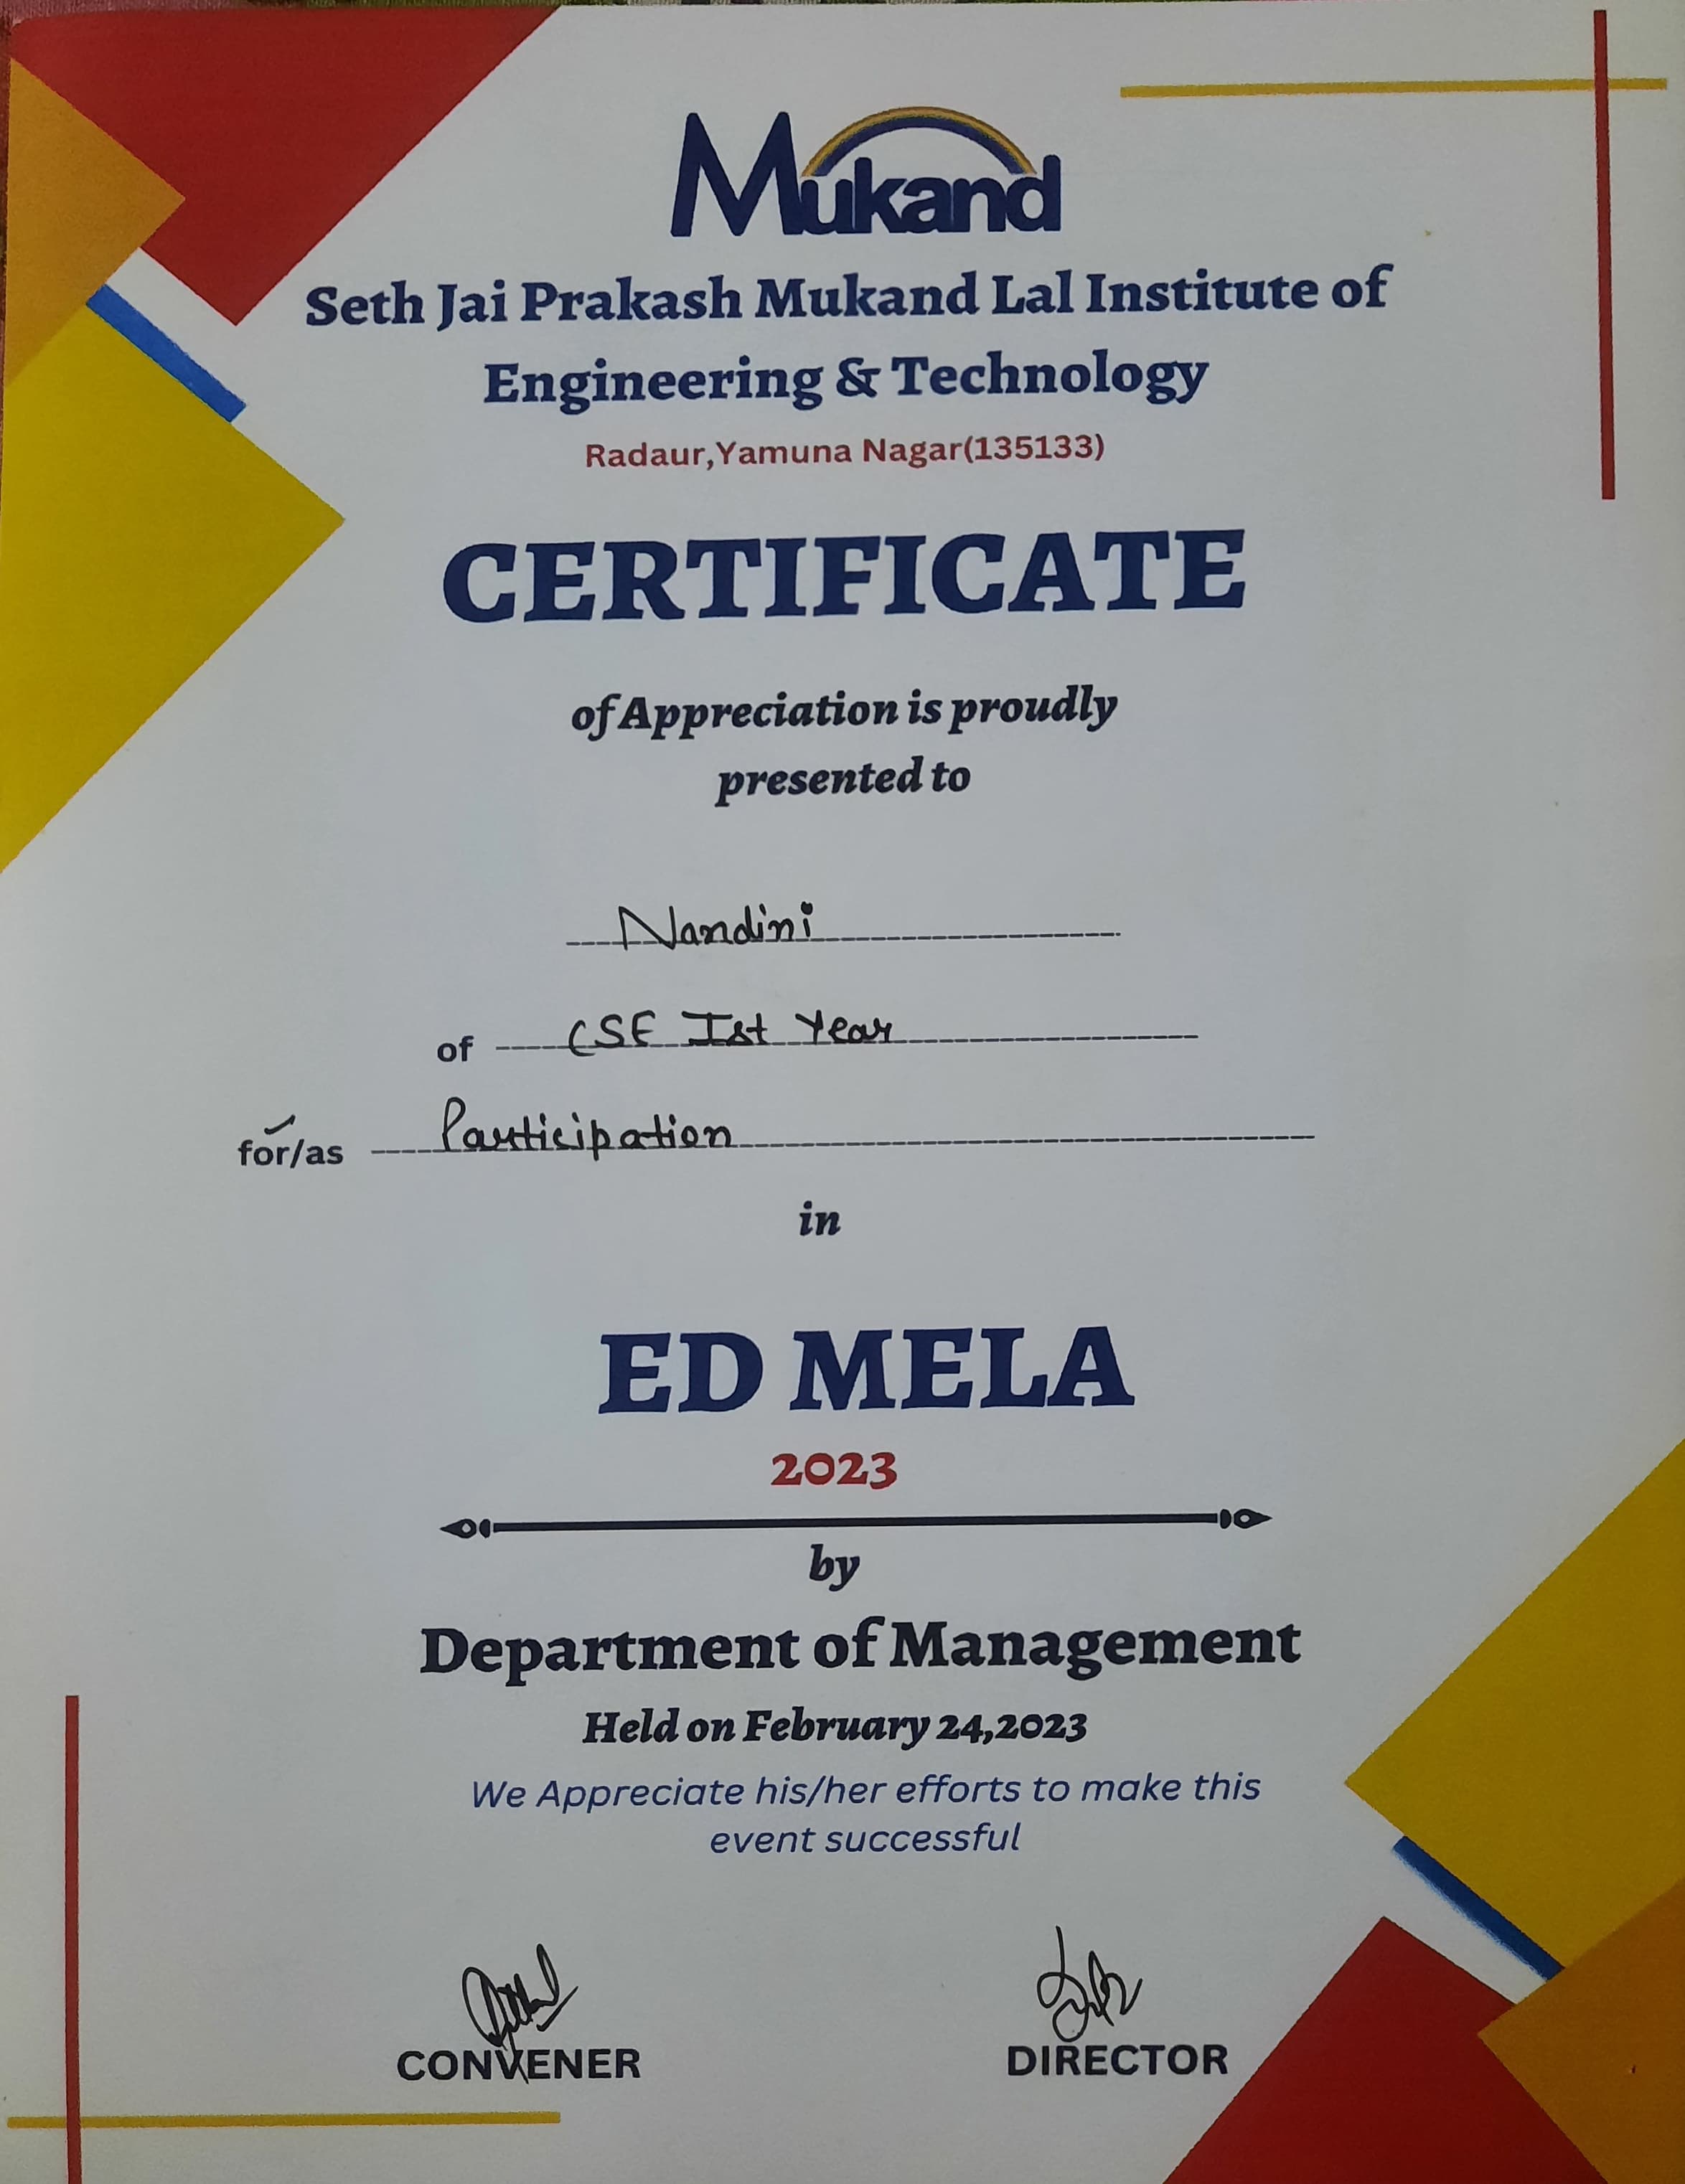 Mukand
Seth Jai Prakash Mukand Lal Institute of
Engineering & Technology
Radaur,Yamuna Nagar(135133)
CERTIFICATE
of Appreciation is proudly
presented to
Nandini
of CSE Ist Year
for/as Participation
in
ED MELA
2023
by
Department of Management
Held on February 24,2023
We Appreciate his/her efforts to make this
event successful
CONVENER DIRECTOR